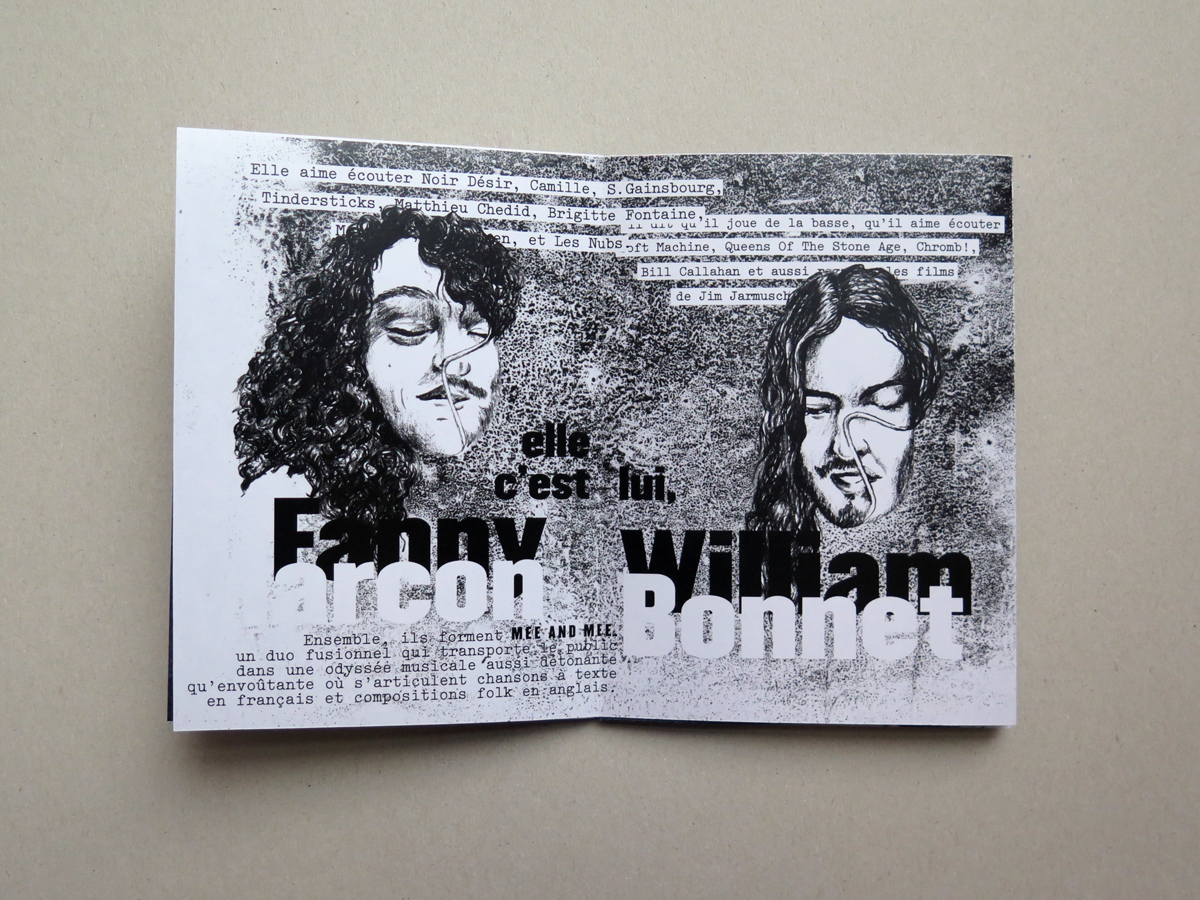 Elle aime écouter Noir Désir, Camille, S.Gainsbourg,
Tindersticks, Matthieu Chedid, Brigitte Fontaine,
et Les Nubs.
Il dit qu'il joue de la basse, qu'il aime écouter
Machine, Queens Of The Stone Age, Chromb!,
Bill Callahan et aussi les films
de Jim Jarmusch
elle
c'est lui,
Fanny
William
Bonnet
Ensemble, ils forment MEE AND MEE.
un duo fusionnel qui transporte le public
dans une odyssée musicale aussi détonante
qu'envoûtante où s'articulent chansons à texte
en français et compositions folk en anglais.